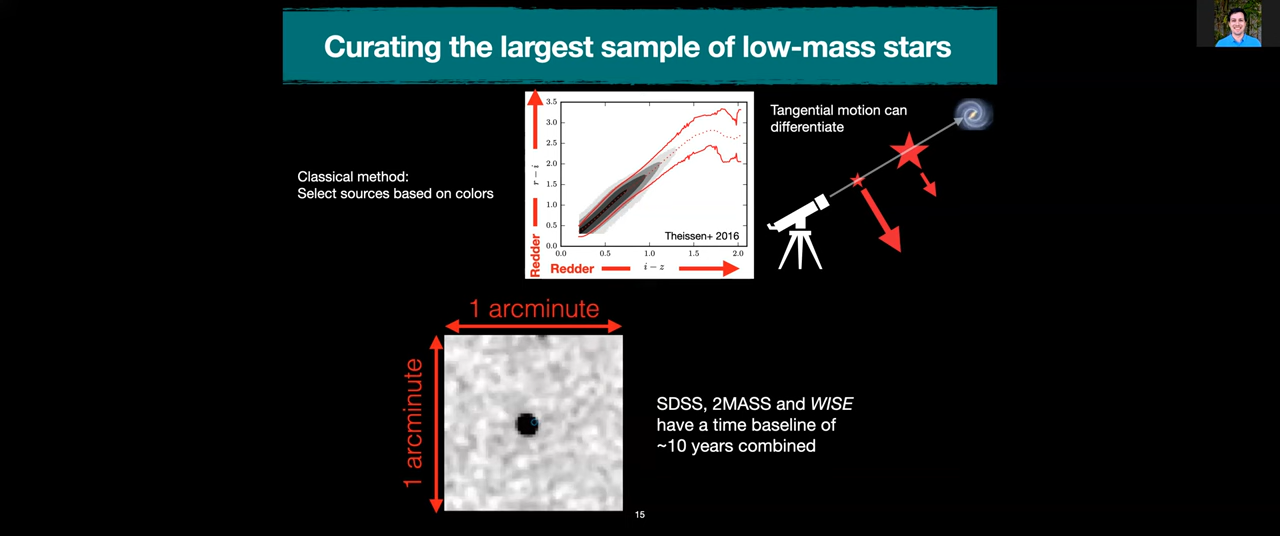 Curating the largest sample of low-mass stars
Classical method:
Select sources based on colors
3.5
3.0
2.5
2.0
1.5
1.0
0.5
0.0
r − i
Redder
0.0
0.5
1.0
1.5
2.0
Redder
i − z
Theissen+ 2016
Tangential motion can
differentiate
1 arcminute
1 arcminute
SDSS, 2MASS and WISE
have a time baseline of
~10 years combined
15